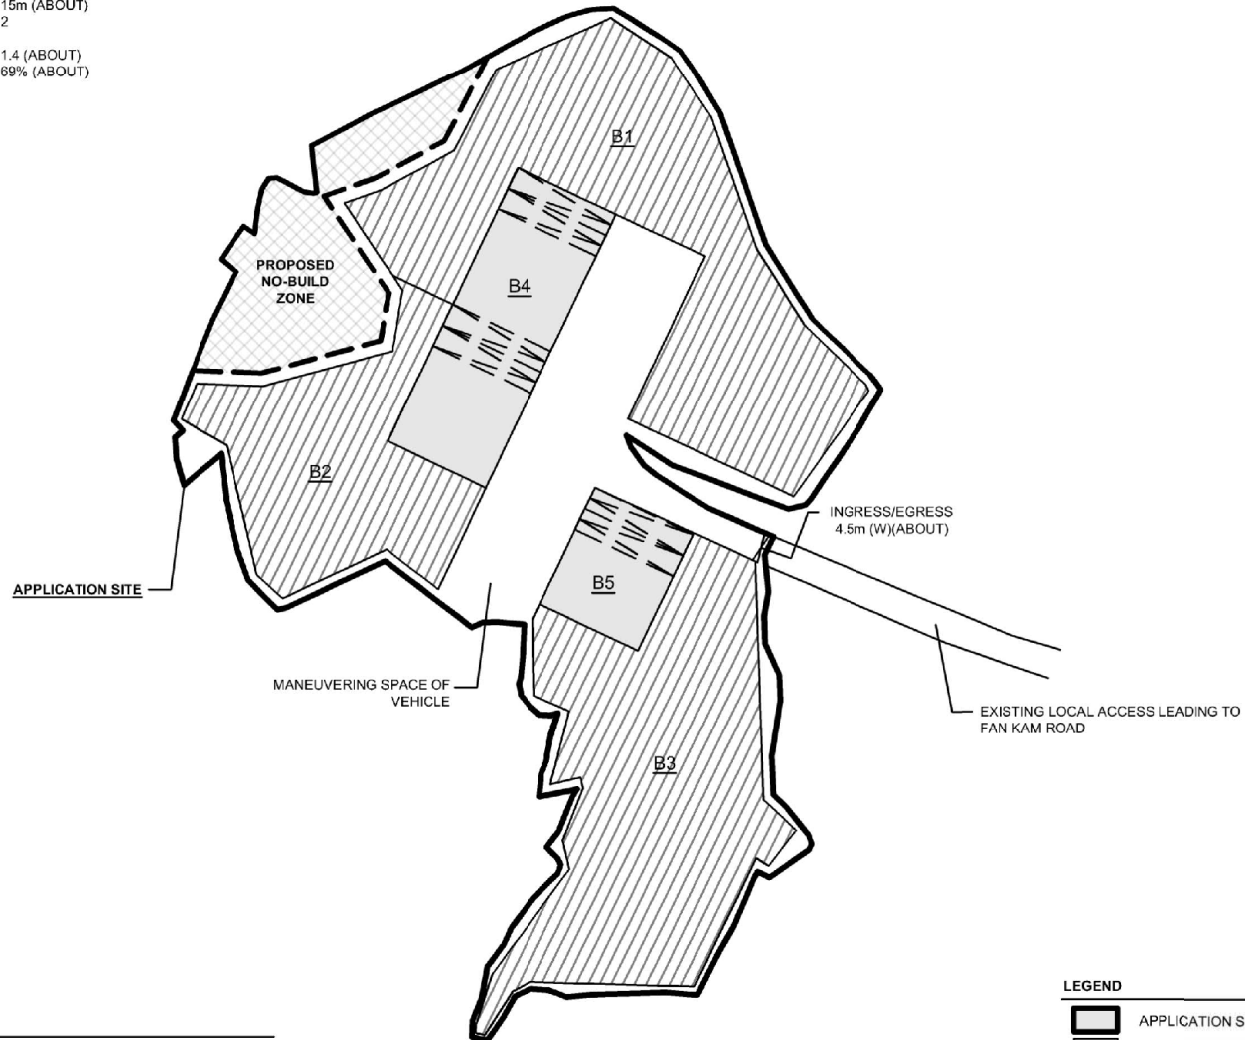 15m (ABOUT)
2
1.4 (ABOUT)
69% (ABOUT)
B1
PROPOSED
NO-BUILD
ZONE
B4
B2
INGRESS/EGRESS
4.5m (W)(ABOUT)
B5
APPLICATION SITE
MANEUVERING SPACE OF
VEHICLE
EXISTING LOCAL ACCESS LEADING TO
FAN KAM ROAD
B3
LEGEND
APPLICATION S